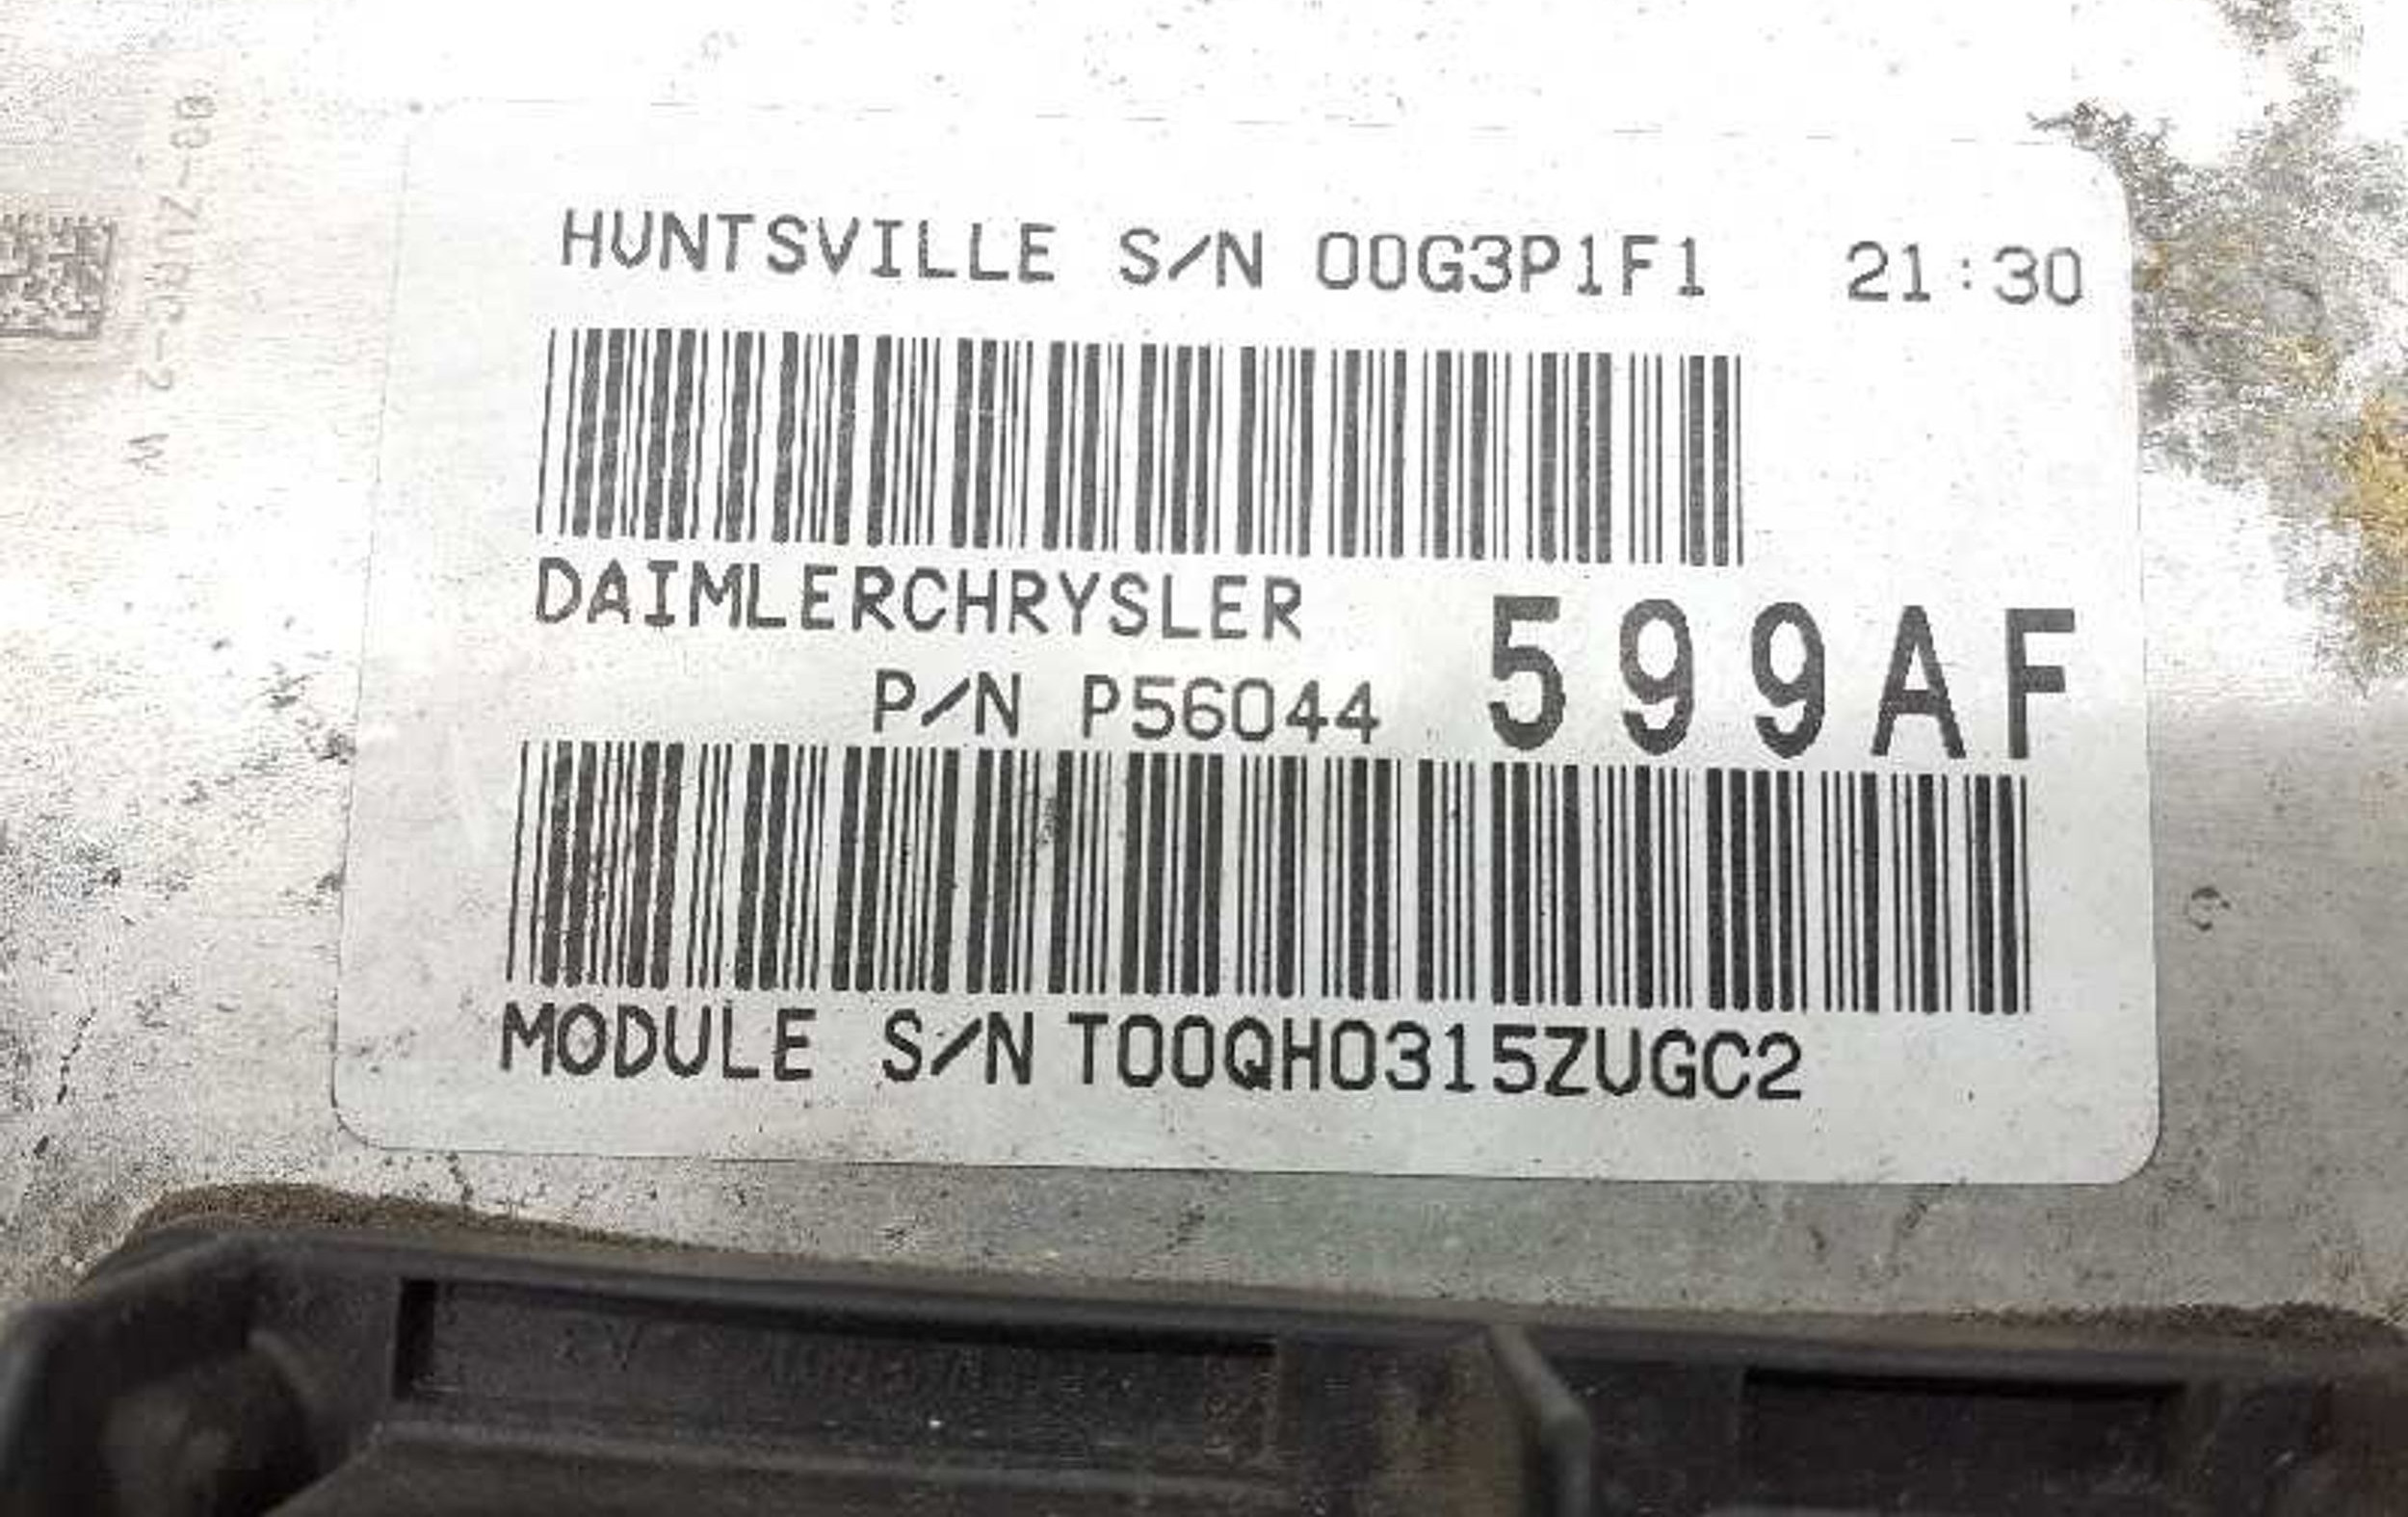 HUNTSVILLE S/N 00G3P1F1 21:30
DAIMLERCHRYSLER
P/N P56044 599AF
MODULE S/N T00QH0315ZUGC2